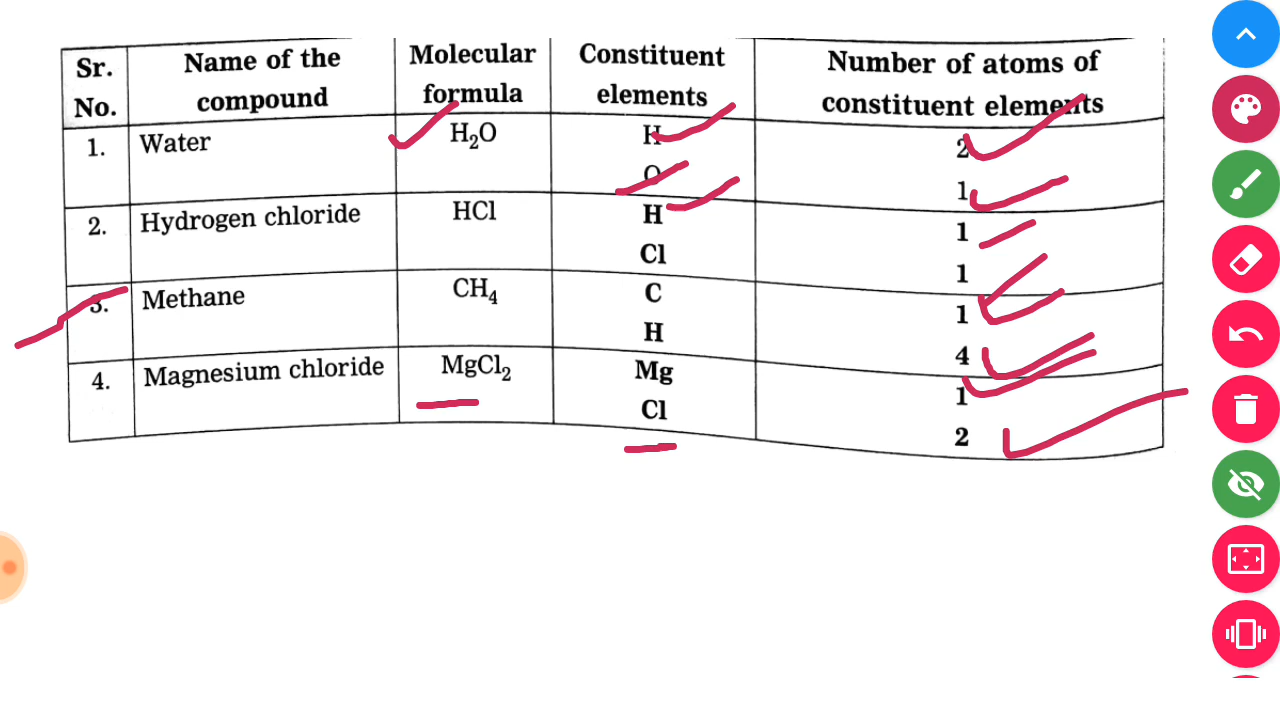 Sr. No. Name of the compound Molecular formula Constituent elements Number of atoms of constituent elements
1. Water H₂O H 2
O 1
2. Hydrogen chloride HCl H 1
Cl 1
3. Methane CH₄ C 1
H 4
4. Magnesium chloride MgCl₂ Mg 1
Cl 2